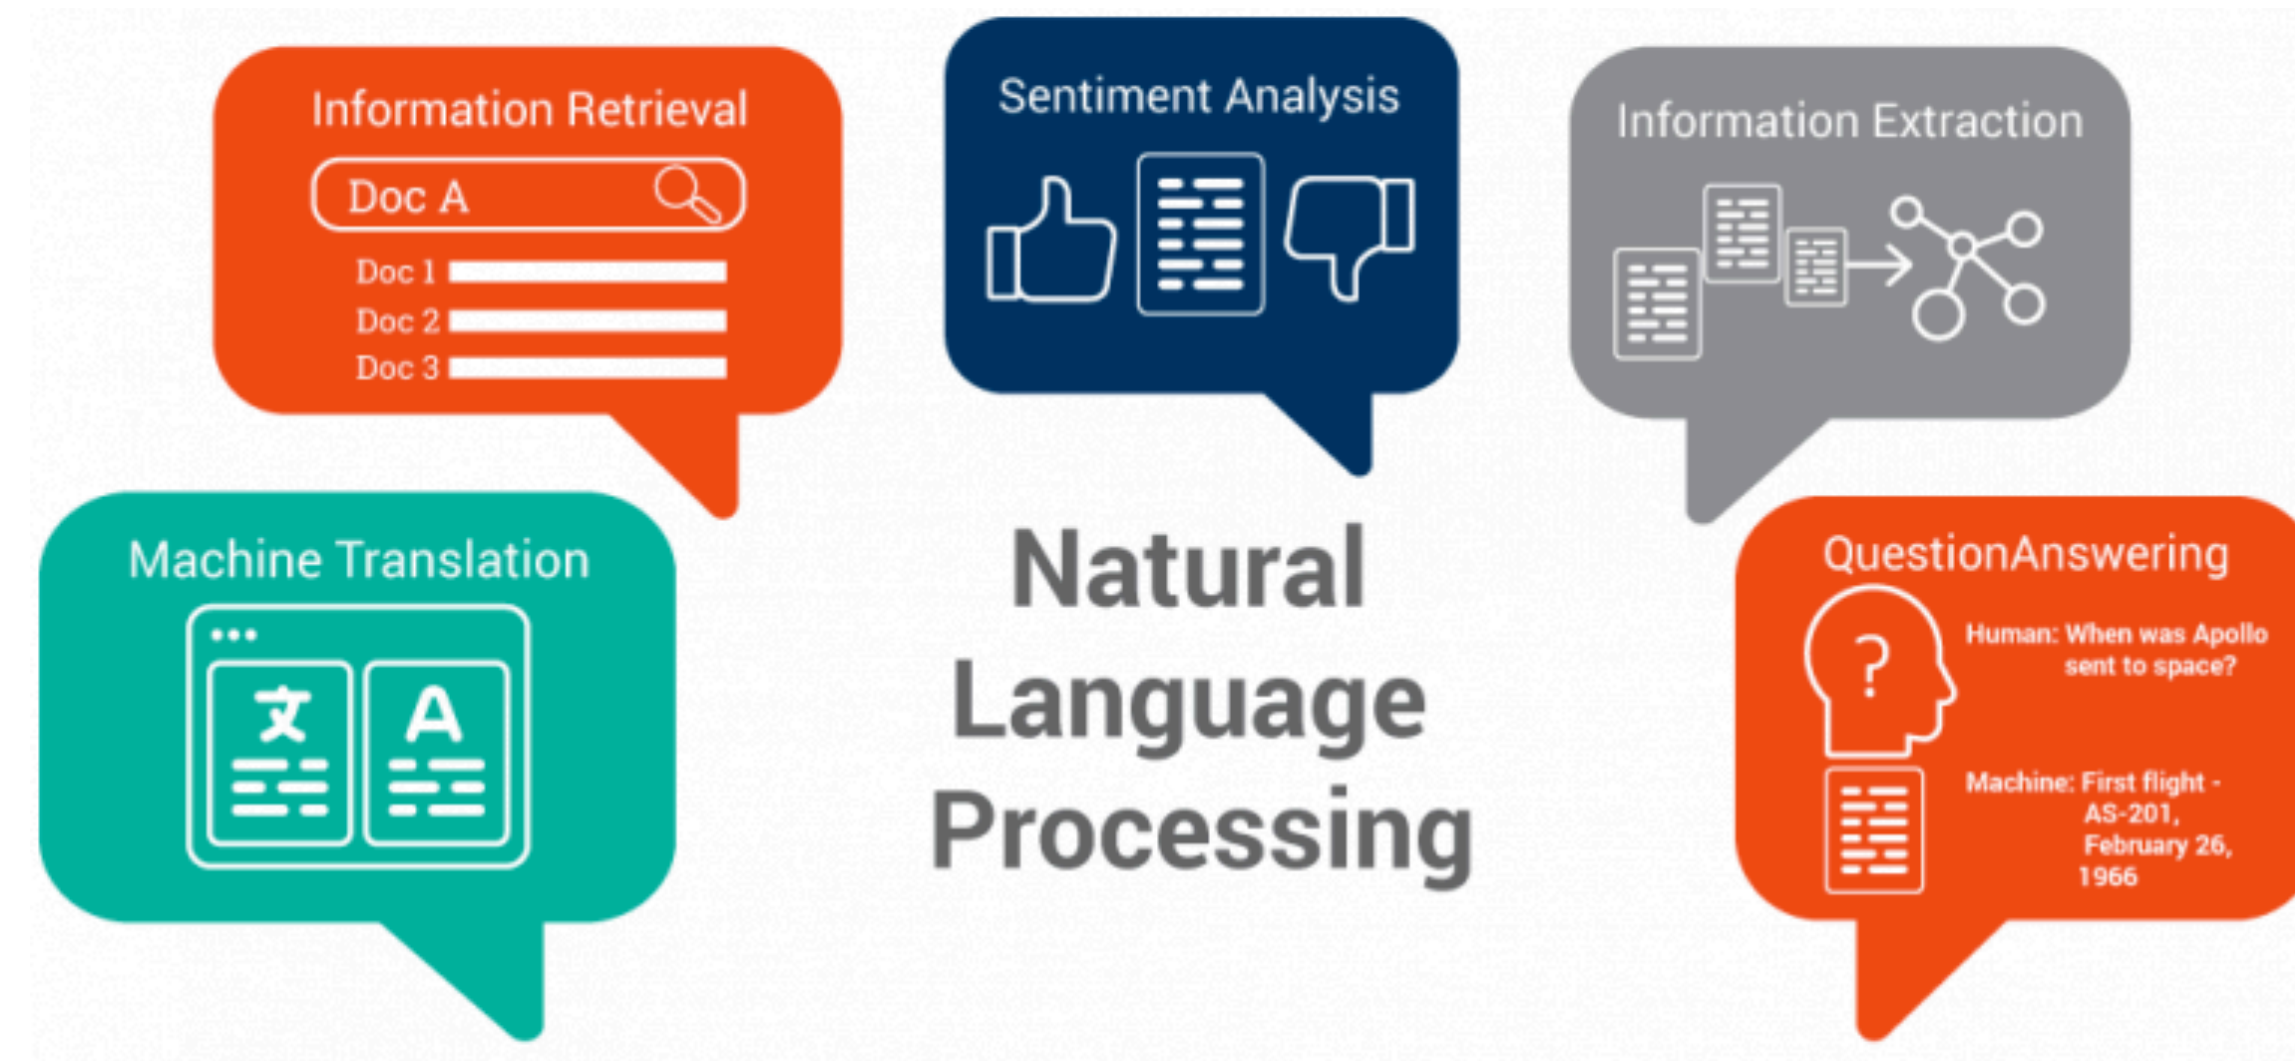 Information Retrieval
Doc A
Doc 1
Doc 2
Doc 3
Sentiment Analysis
Information Extraction
Machine Translation
文 A
Natural
Language
Processing
QuestionAnswering
?
Human: When was Apollo
sent to space?
Machine: First flight -
AS-201,
February 26,
1966